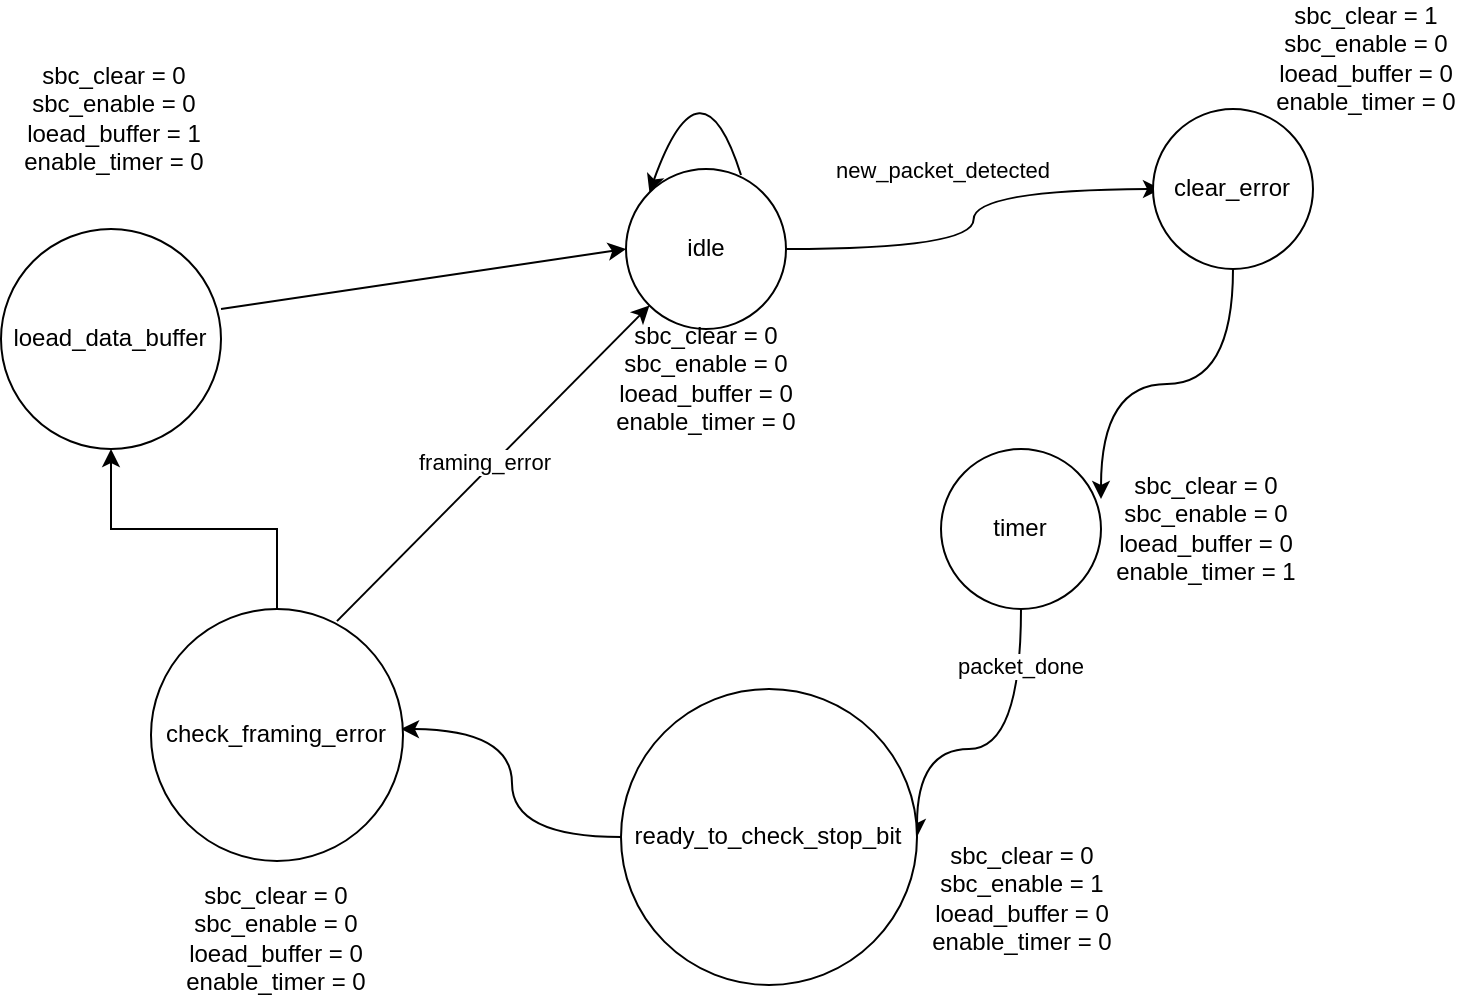 sbc_clear = 1
sbc_enable = 0
loead_buffer = 0
enable_timer = 0
sbc_clear = 0
sbc_enable = 0
loead_buffer = 1
enable_timer = 0
new_packet_detected
clear_error
idle
loead_data_buffer
sbc_clear = 0
sbc_enable = 0
loead_buffer = 0
enable_timer = 0
framing_error
timer
sbc_clear = 0
sbc_enable = 0
loead_buffer = 0
enable_timer = 1
packet_done
check_framing_error
ready_to_check_stop_bit
sbc_clear = 0
sbc_enable = 1
loead_buffer = 0
enable_timer = 0
sbc_clear = 0
sbc_enable = 0
loead_buffer = 0
enable_timer = 0